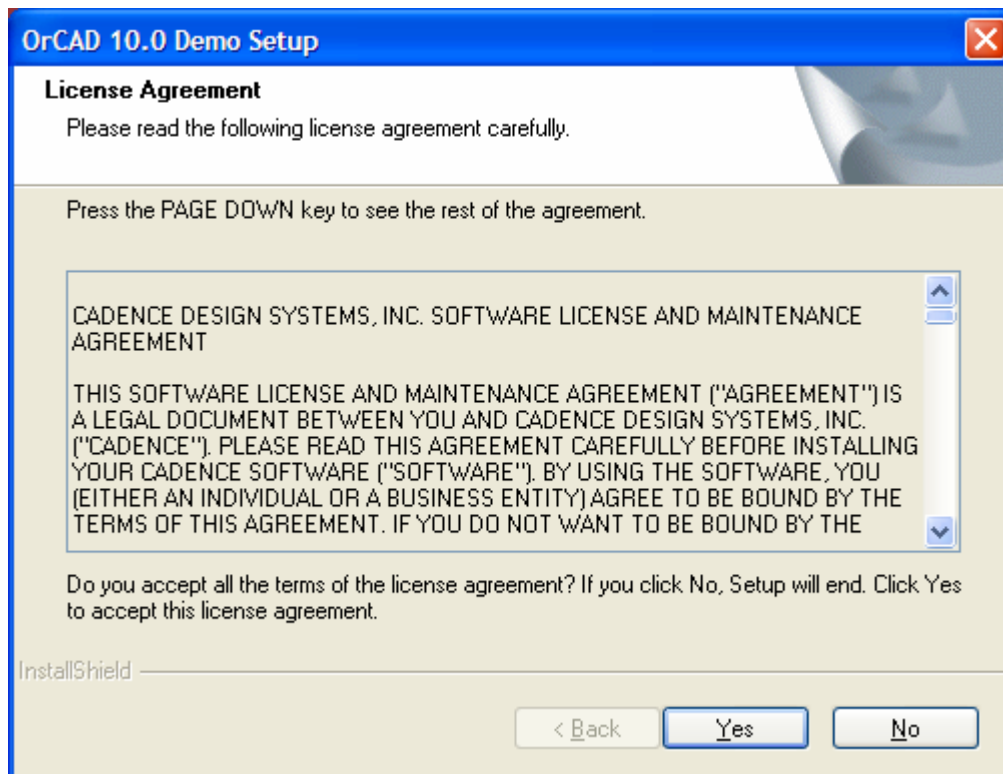 OrCAD 10.0 Demo Setup
License Agreement
Please read the following license agreement carefully.
Press the PAGE DOWN key to see the rest of the agreement.
CADENCE DESIGN SYSTEMS, INC. SOFTWARE LICENSE AND MAINTENANCE
AGREEMENT
THIS SOFTWARE LICENSE AND MAINTENANCE AGREEMENT ("AGREEMENT") IS
A LEGAL DOCUMENT BETWEEN YOU AND CADENCE DESIGN SYSTEMS, INC.
("CADENCE"). PLEASE READ THIS AGREEMENT CAREFULLY BEFORE INSTALLING
YOUR CADENCE SOFTWARE ("SOFTWARE"). BY USING THE SOFTWARE, YOU
(EITHER AN INDIVIDUAL OR A BUSINESS ENTITY) AGREE TO BE BOUND BY THE
TERMS OF THIS AGREEMENT. IF YOU DO NOT WANT TO BE BOUND BY THE
Do you accept all the terms of the license agreement? If you click No, Setup will end. Click Yes
to accept this license agreement.
InstallShield
< Back Yes No